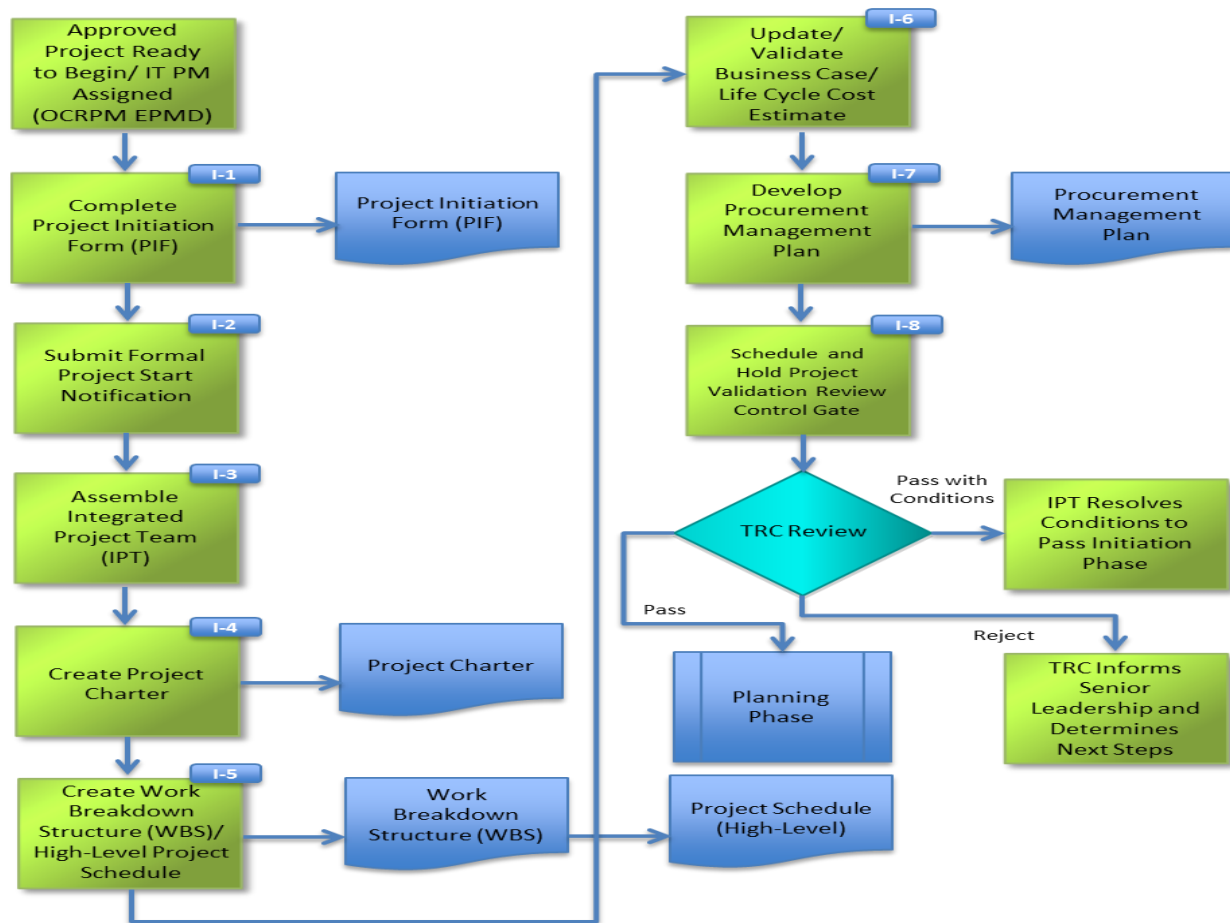 Approved
Project Ready
to Begin/ IT PM
Assigned
(OCRPM EPMD)
I-1
Complete
Project Initiation
Form (PIF)
Project Initiation
Form (PIF)
I-2
Submit Formal
Project Start
Notification
I-3
Assemble
Integrated
Project Team
(IPT)
I-4
Create Project
Charter
Project Charter
I-5
Create Work
Breakdown
Structure (WBS)/
High-Level Project
Schedule
Work
Breakdown
Structure (WBS)
Project Schedule
(High-Level)
I-6
Update/
Validate
Business Case/
Life Cycle Cost
Estimate
I-7
Develop
Procurement
Management
Plan
Procurement
Management
Plan
I-8
Schedule and
Hold Project
Validation Review
Control Gate
TRC Review
Pass with
Conditions
IPT Resolves
Conditions to
Pass Initiation
Phase
Pass
Planning
Phase
Reject
TRC Informs
Senior
Leadership and
Determines
Next Steps